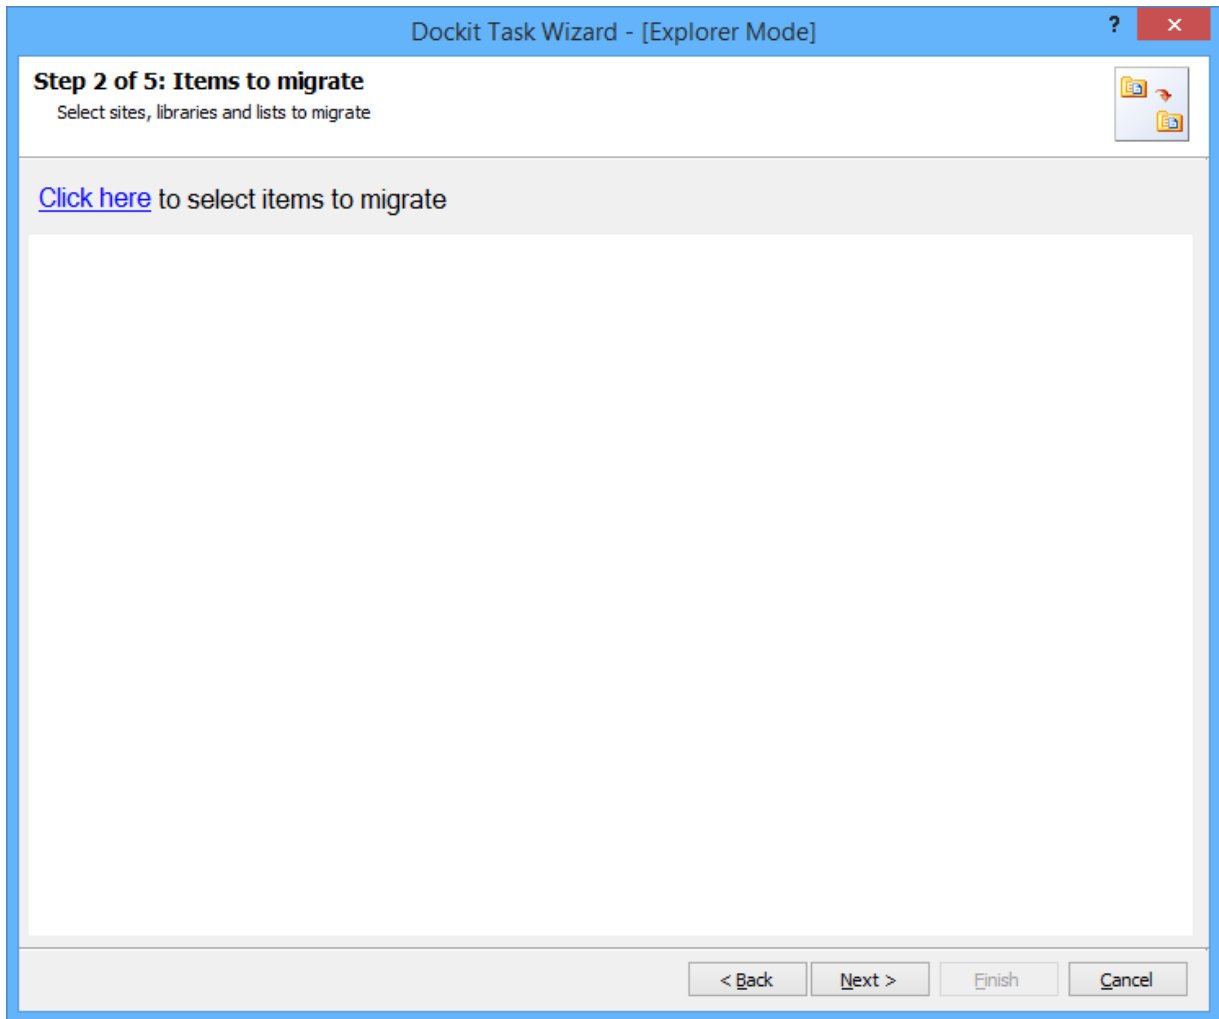 Dockit Task Wizard - [Explorer Mode]
?
Step 2 of 5: Items to migrate
Select sites, libraries and lists to migrate
Click here to select items to migrate
< Back Next > Finish Cancel